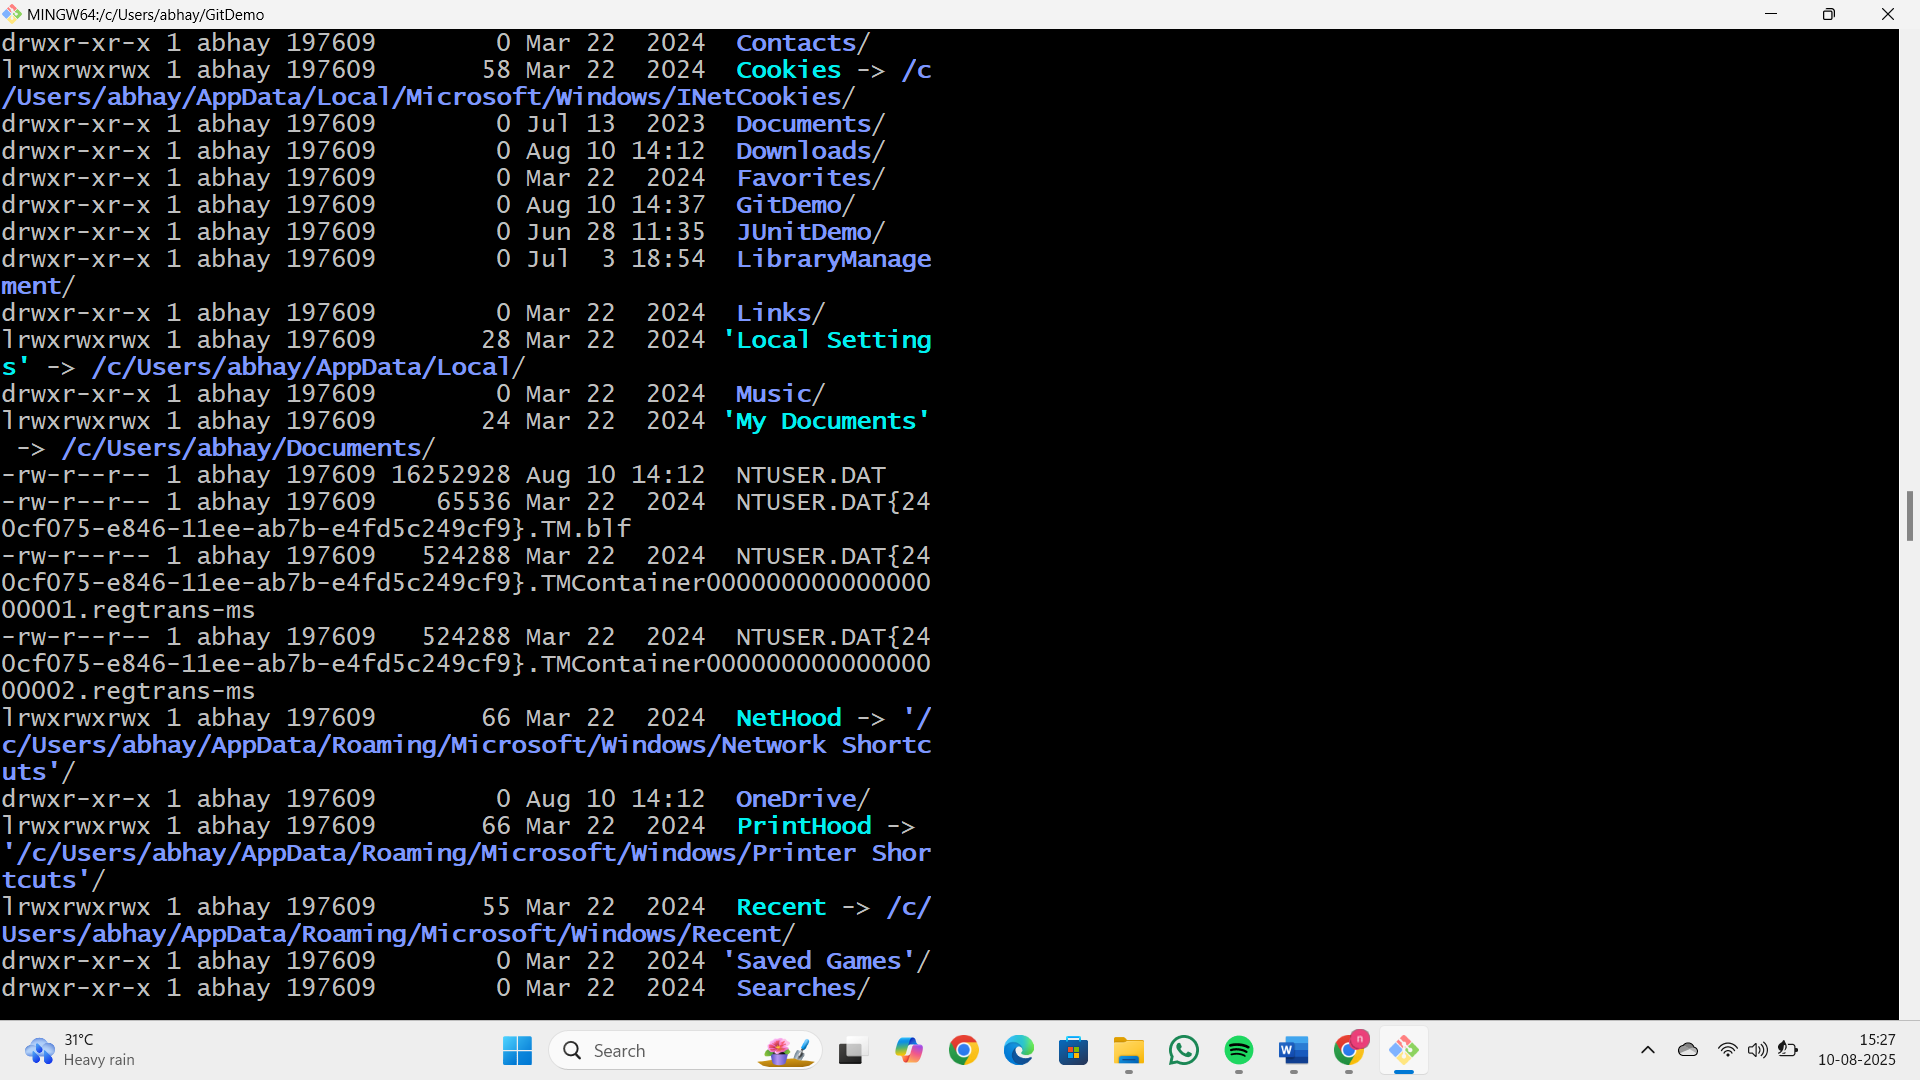 MINGW64:/c/Users/abhay/GitDemo
drwxr-xr-x 1 abhay 197609        0 Mar 22  2024  Contacts/
lrwxrwxrwx 1 abhay 197609       58 Mar 22  2024  Cookies -> /c
/Users/abhay/AppData/Local/Microsoft/Windows/INetCookies/
drwxr-xr-x 1 abhay 197609        0 Jul 13  2023  Documents/
drwxr-xr-x 1 abhay 197609        0 Aug 10 14:12  Downloads/
drwxr-xr-x 1 abhay 197609        0 Mar 22  2024  Favorites/
drwxr-xr-x 1 abhay 197609        0 Aug 10 14:37  GitDemo/
drwxr-xr-x 1 abhay 197609        0 Jun 28 11:35  JUnitDemo/
drwxr-xr-x 1 abhay 197609        0 Jul  3 18:54  LibraryManage
ment/
drwxr-xr-x 1 abhay 197609        0 Mar 22  2024  Links/
lrwxrwxrwx 1 abhay 197609       28 Mar 22  2024 'Local Setting
s' -> /c/Users/abhay/AppData/Local/
drwxr-xr-x 1 abhay 197609        0 Mar 22  2024  Music/
lrwxrwxrwx 1 abhay 197609       24 Mar 22  2024 'My Documents'
 -> /c/Users/abhay/Documents/
-rw-r--r-- 1 abhay 197609 16252928 Aug 10 14:12  NTUSER.DAT
-rw-r--r-- 1 abhay 197609    65536 Mar 22  2024  NTUSER.DAT{24
0cf075-e846-11ee-ab7b-e4fd5c249cf9}.TM.blf
-rw-r--r-- 1 abhay 197609   524288 Mar 22  2024  NTUSER.DAT{24
0cf075-e846-11ee-ab7b-e4fd5c249cf9}.TMContainer000000000000000
00001.regtrans-ms
-rw-r--r-- 1 abhay 197609   524288 Mar 22  2024  NTUSER.DAT{24
0cf075-e846-11ee-ab7b-e4fd5c249cf9}.TMContainer000000000000000
00002.regtrans-ms
lrwxrwxrwx 1 abhay 197609       66 Mar 22  2024  NetHood -> '/
c/Users/abhay/AppData/Roaming/Microsoft/Windows/Network Shortc
uts'/
drwxr-xr-x 1 abhay 197609        0 Aug 10 14:12  OneDrive/
lrwxrwxrwx 1 abhay 197609       66 Mar 22  2024  PrintHood ->
'/c/Users/abhay/AppData/Roaming/Microsoft/Windows/Printer Shor
tcuts'/
lrwxrwxrwx 1 abhay 197609       55 Mar 22  2024  Recent -> /c/
Users/abhay/AppData/Roaming/Microsoft/Windows/Recent/
drwxr-xr-x 1 abhay 197609        0 Mar 22  2024 'Saved Games'/
drwxr-xr-x 1 abhay 197609        0 Mar 22  2024  Searches/
31°C
Heavy rain
Search
W
n
15:27
10-08-2025